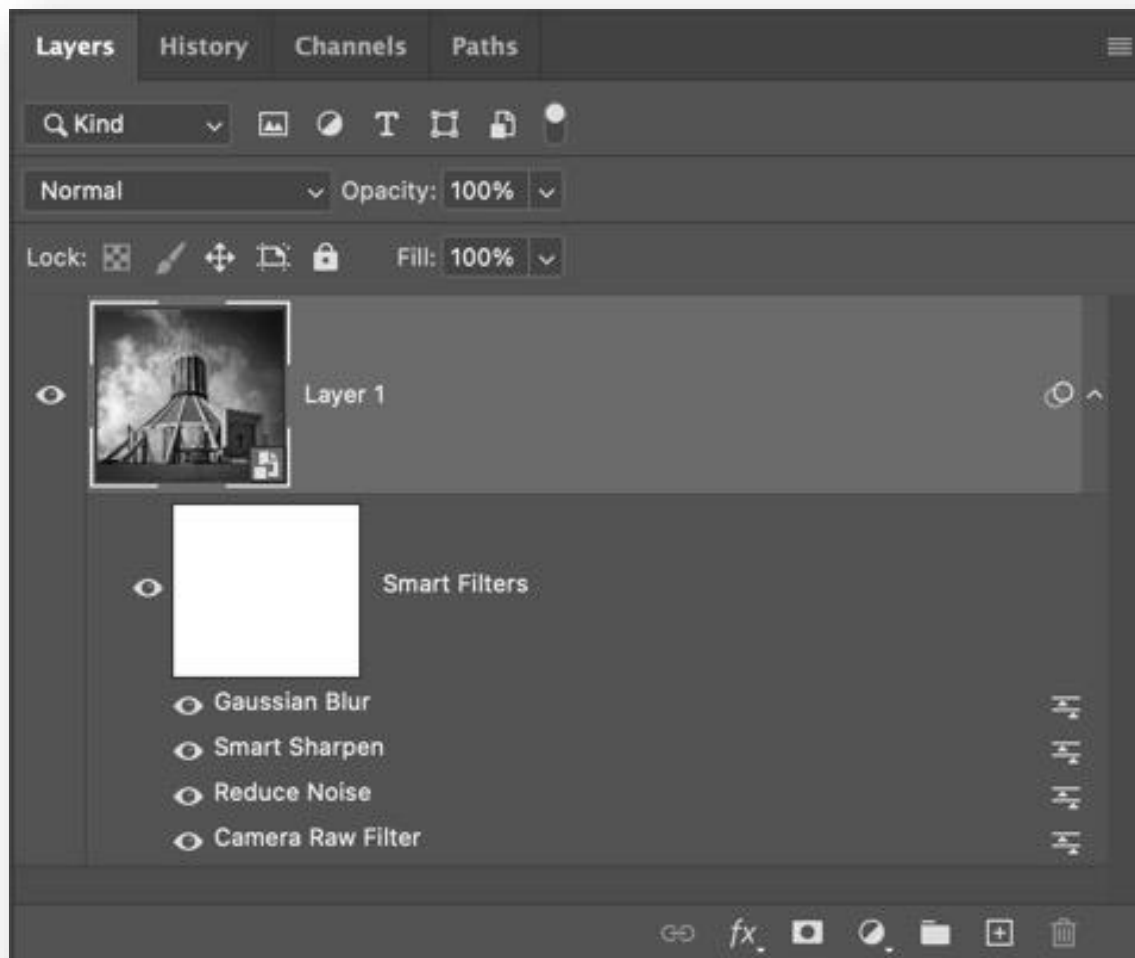 Layers History Channels Paths
Kind T
Normal Opacity: 100%
Lock: Fill: 100%
Layer 1
Smart Filters
Gaussian Blur
Smart Sharpen
Reduce Noise
Camera Raw Filter
fx